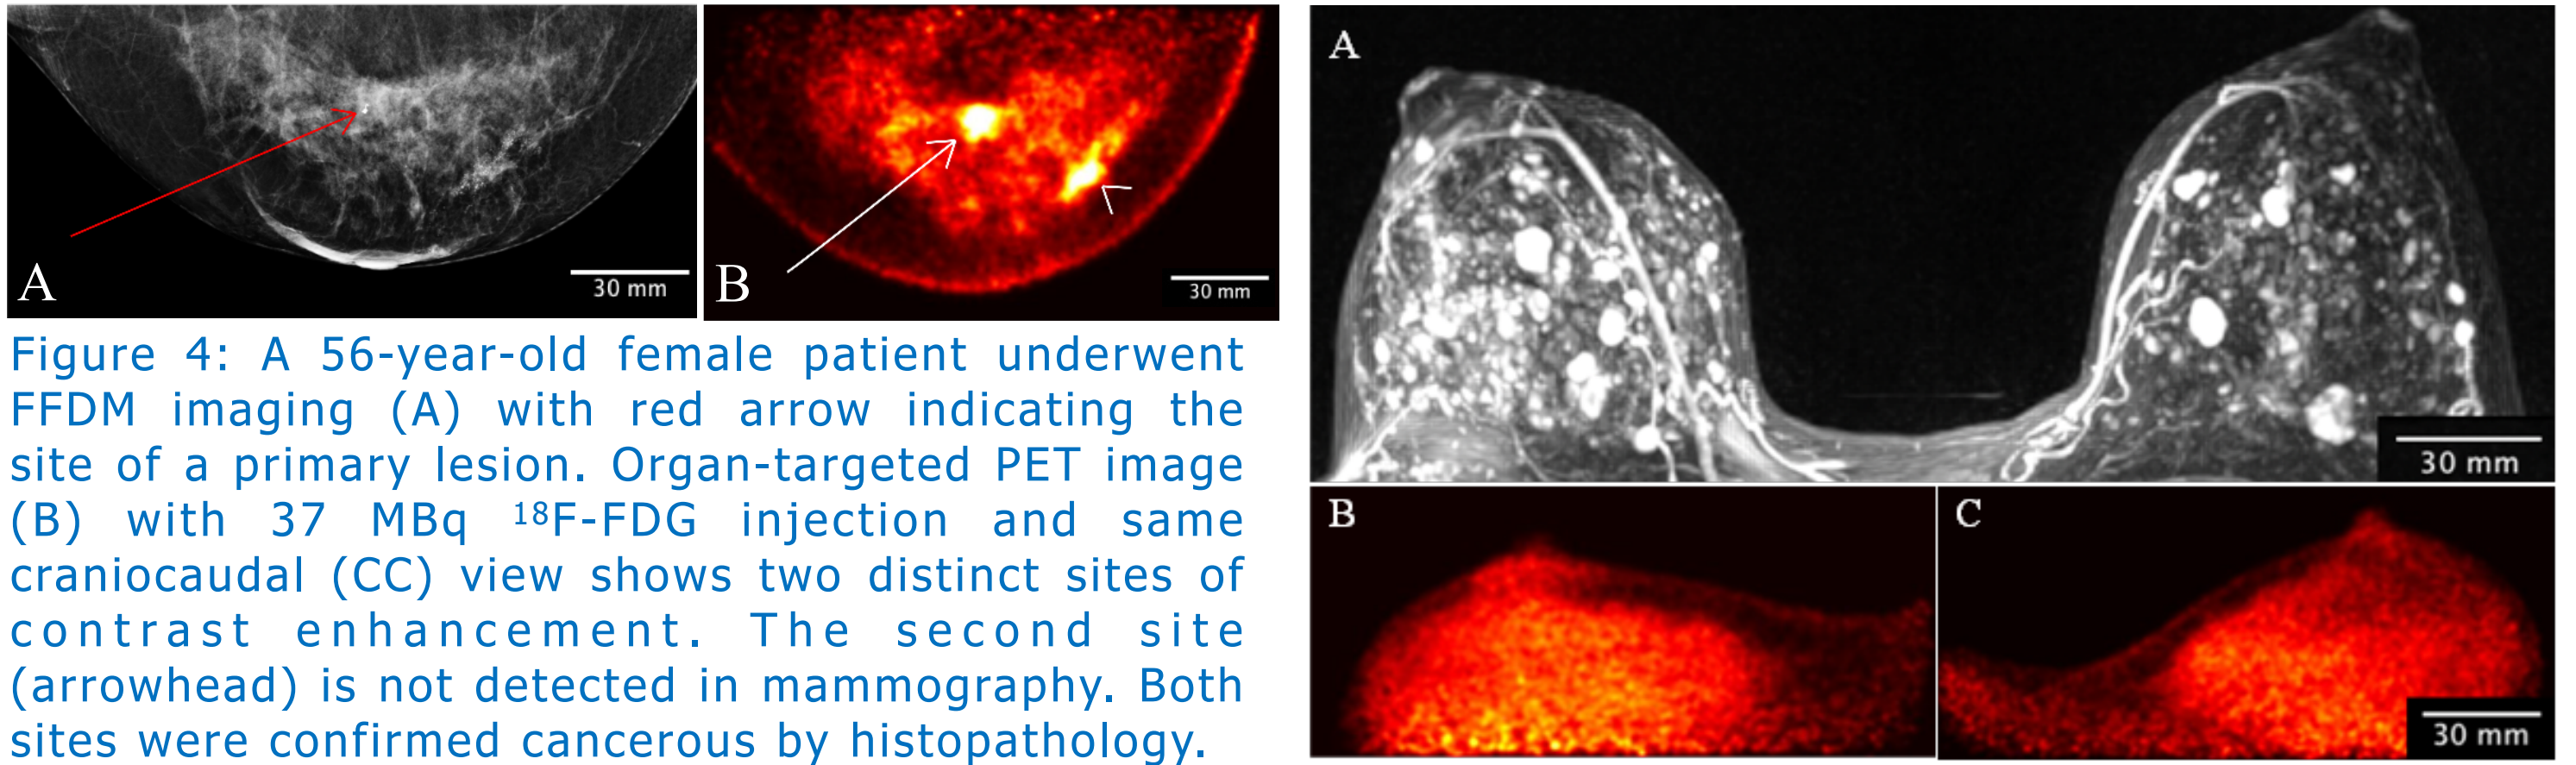 A
30 mm
B
30 mm
Figure 4: A 56-year-old female patient underwent
FFDM imaging (A) with red arrow indicating the
site of a primary lesion. Organ-targeted PET image
(B) with 37 MBq ¹⁸F-FDG injection and same
craniocaudal (CC) view shows two distinct sites of
contrast enhancement. The second site
(arrowhead) is not detected in mammography. Both
sites were confirmed cancerous by histopathology.
A
30 mm
B
C
30 mm